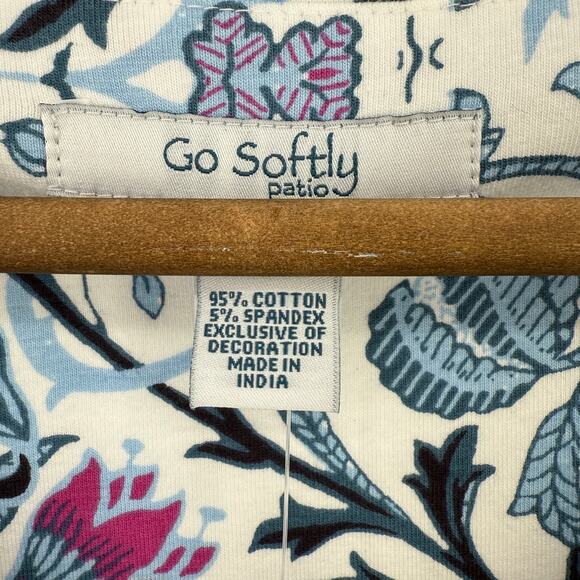 Go Softly
patio
95% COTTON
5% SPANDEX
EXCLUSIVE OF
DECORATION
MADE IN
INDIA